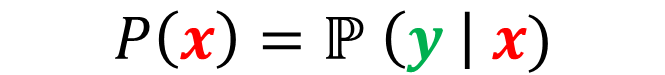 P(x) = ℙ (y | x)